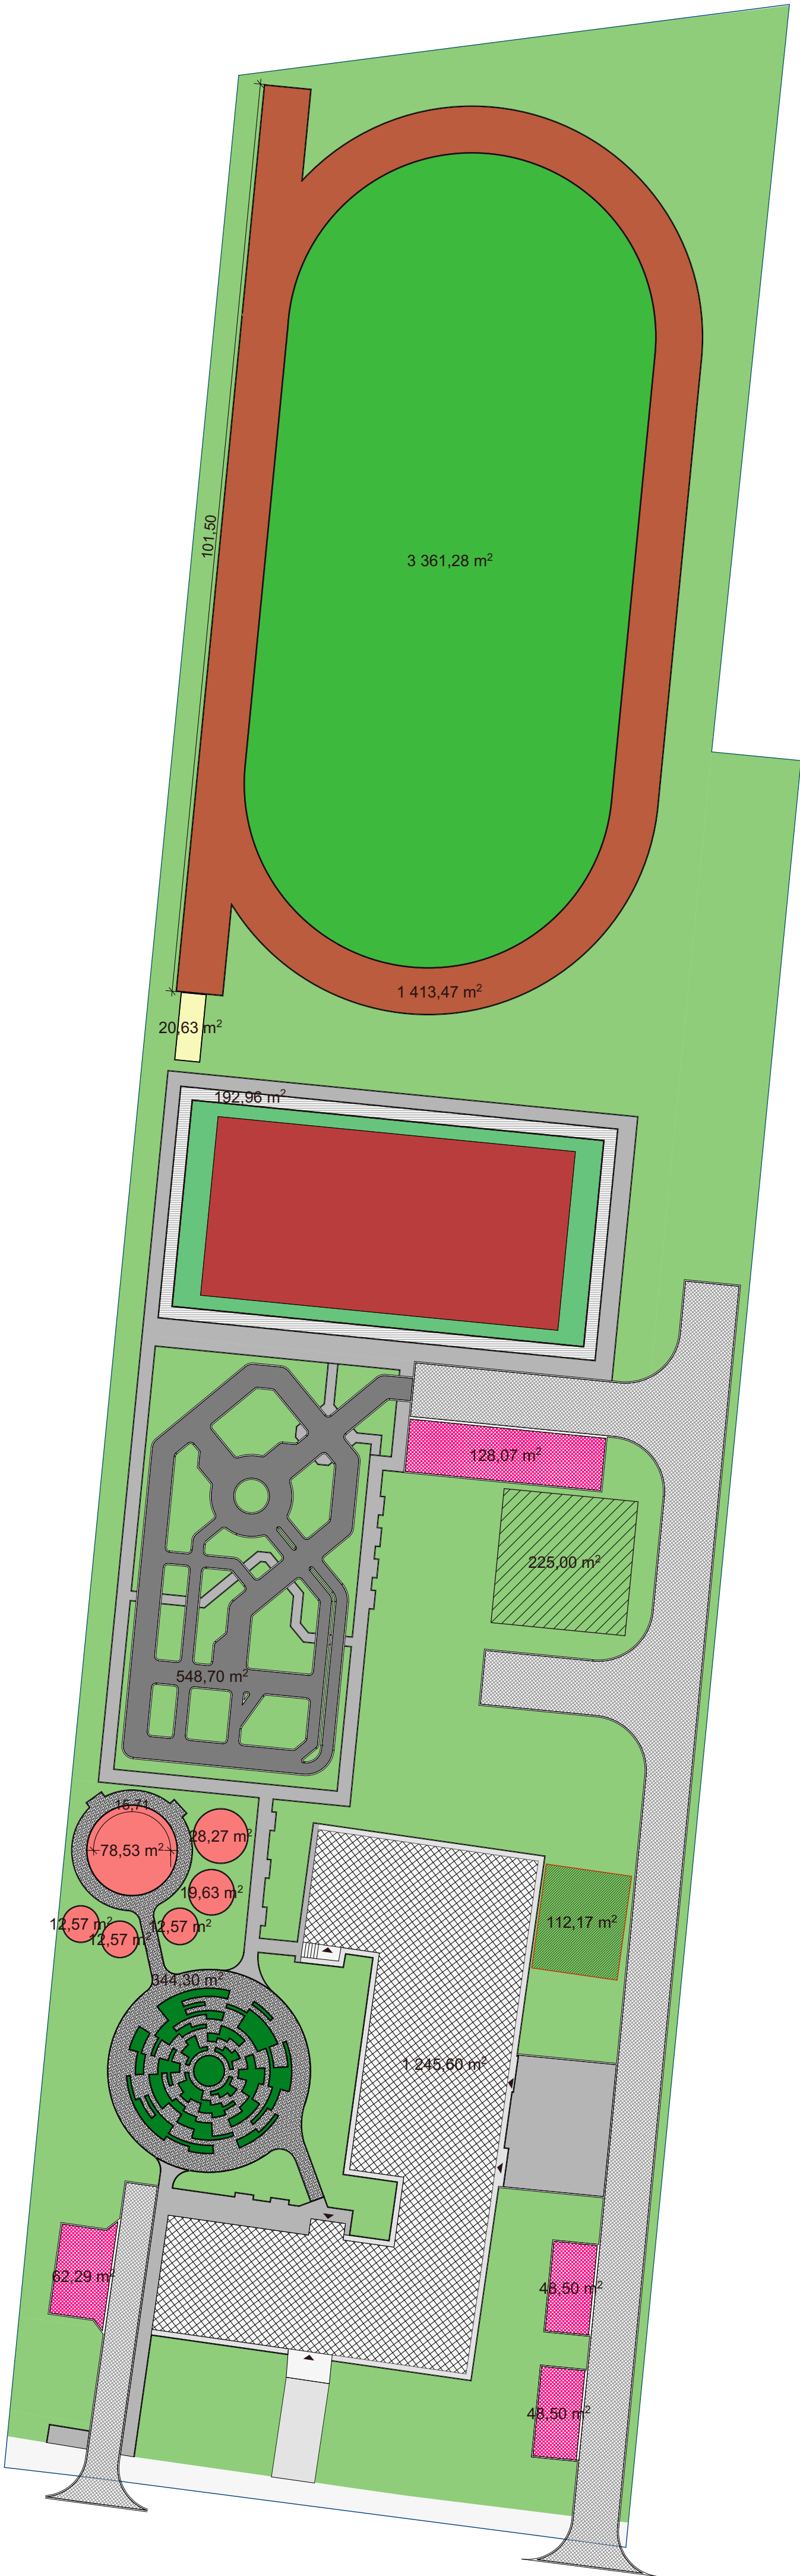 101,50
3 361,28 m²
1 413,47 m²
20,63 m²
192,96 m²
128,07 m²
225,00 m²
548,70 m²
15,71
78,53 m²
28,27 m²
19,63 m²
12,57 m²
12,57 m²
12,57 m²
112,17 m²
344,30 m²
1 245,60 m²
62,29 m²
48,50 m²
48,50 m²